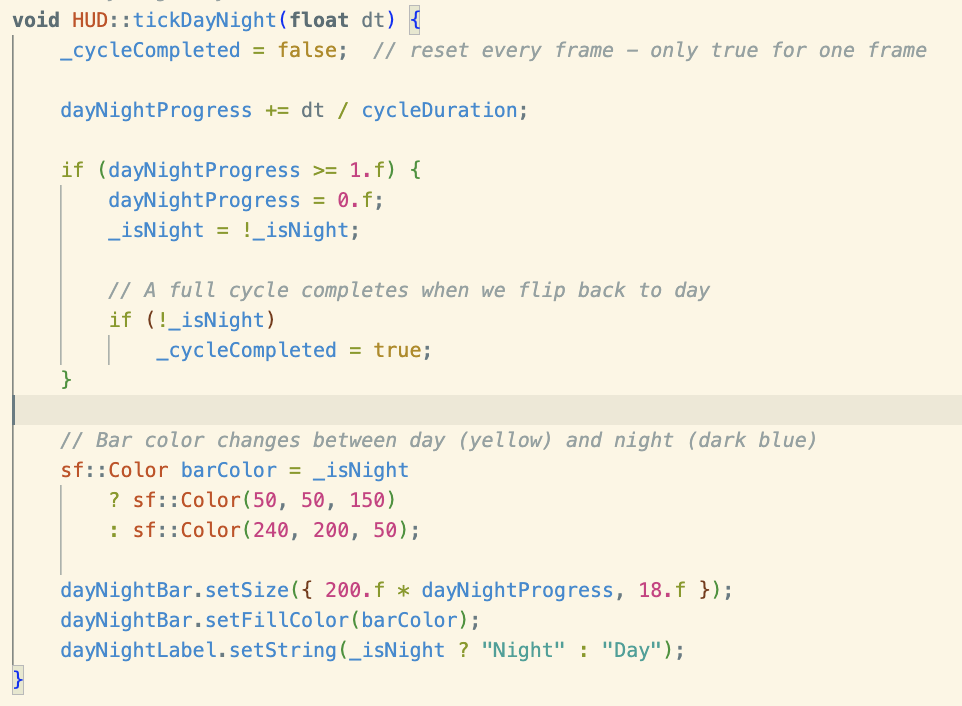 void HUD::tickDayNight(float dt) {
    _cycleCompleted = false;  // reset every frame — only true for one frame

    dayNightProgress += dt / cycleDuration;

    if (dayNightProgress >= 1.f) {
        dayNightProgress = 0.f;
        _isNight = !_isNight;

        // A full cycle completes when we flip back to day
        if (!_isNight)
            _cycleCompleted = true;
    }

    // Bar color changes between day (yellow) and night (dark blue)
    sf::Color barColor = _isNight
        ? sf::Color(50, 50, 150)
        : sf::Color(240, 200, 50);

    dayNightBar.setSize({ 200.f * dayNightProgress, 18.f });
    dayNightBar.setFillColor(barColor);
    dayNightLabel.setString(_isNight ? "Night" : "Day");
}